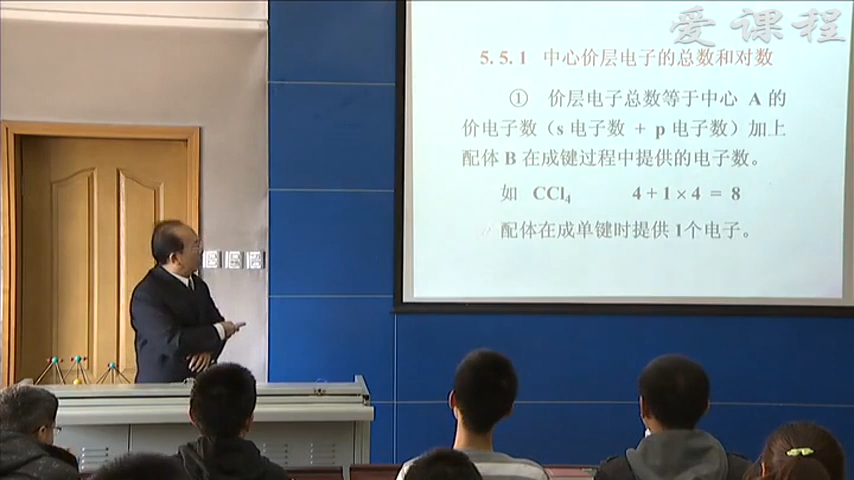 爱课程
5.5.1 中心价层电子的总数和对数
① 价层电子总数等于中心 A 的
价电子数（s 电子数 + p 电子数）加上
配体 B 在成键过程中提供的电子数。
如 CCl₄ 4 + 1 × 4 = 8
配体在成单键时提供 1个电子。